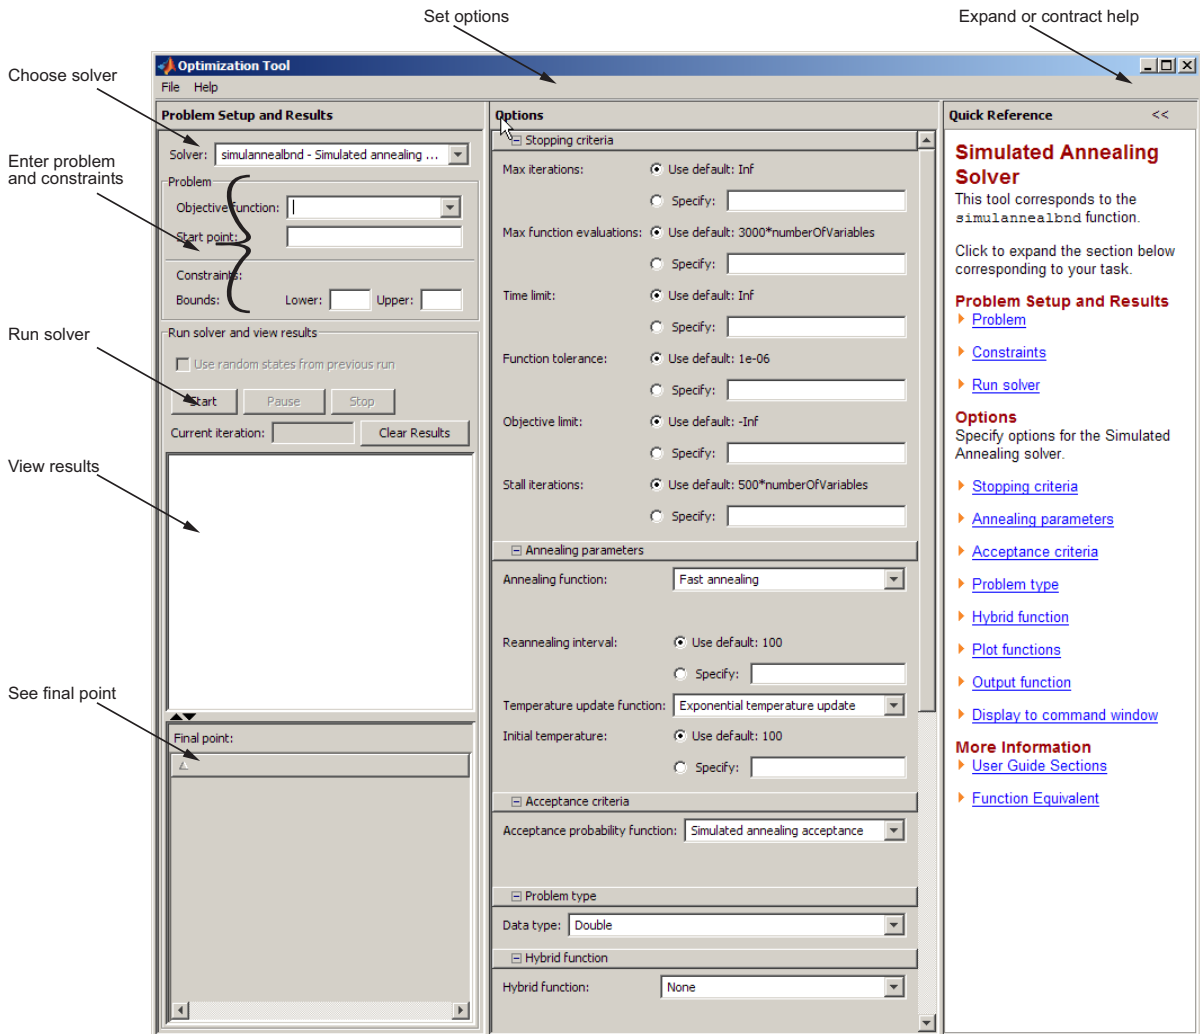 Set options
Expand or contract help
Choose solver
Enter problem
and constraints
Run solver
View results
See final point
Optimization Tool
File Help
Problem Setup and Results
Solver: simulannealbnd - Simulated annealing ...
Problem
Objective function:
Start point:
Constraints:
Bounds: Lower: Upper:
Run solver and view results
Use random states from previous run
Start Pause Stop
Current iteration: Clear Results
Final point:
Options
Stopping criteria
Max iterations: Use default: Inf
Specify:
Max function evaluations: Use default: 3000*numberOfVariables
Specify:
Time limit: Use default: Inf
Specify:
Function tolerance: Use default: 1e-06
Specify:
Objective limit: Use default: -Inf
Specify:
Stall iterations: Use default: 500*numberOfVariables
Specify:
Annealing parameters
Annealing function: Fast annealing
Reannealing interval: Use default: 100
Specify:
Temperature update function: Exponential temperature update
Initial temperature: Use default: 100
Specify:
Acceptance criteria
Acceptance probability function: Simulated annealing acceptance
Problem type
Data type: Double
Hybrid function
Hybrid function: None
Quick Reference <<
Simulated Annealing
Solver
This tool corresponds to the
simulannealbnd function.
Click to expand the section below
corresponding to your task.
Problem Setup and Results
Problem
Constraints
Run solver
Options
Specify options for the Simulated
Annealing solver.
Stopping criteria
Annealing parameters
Acceptance criteria
Problem type
Hybrid function
Plot functions
Output function
Display to command window
More Information
User Guide Sections
Function Equivalent